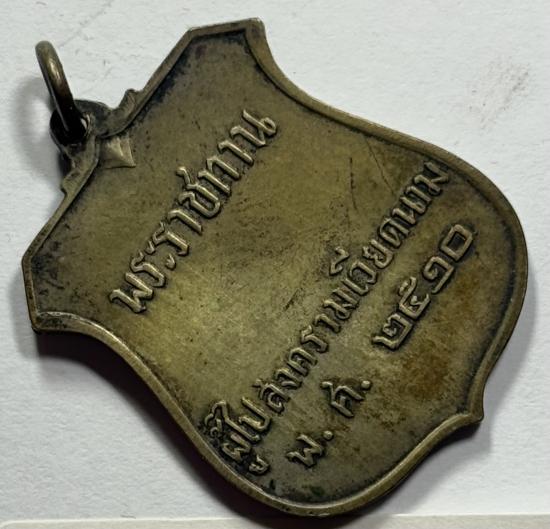 พระราชทาน
ผู้ไปสงครามเวียดนาม
พ.ศ. ๒๕๑๐